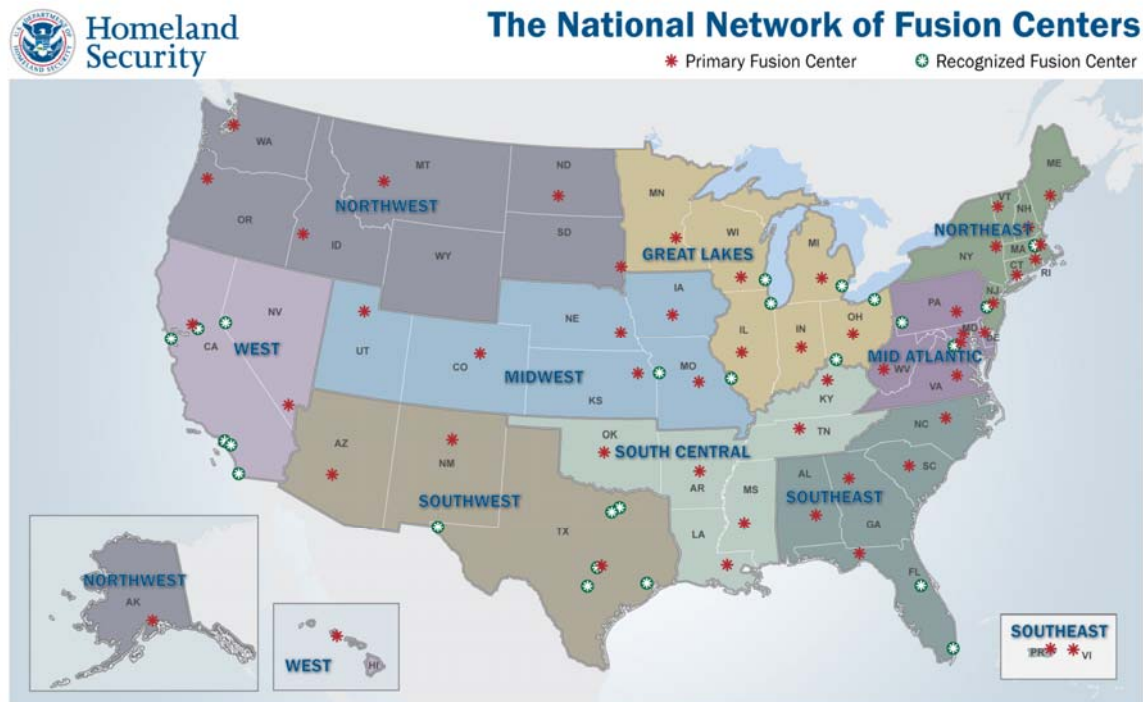 U.S. DEPARTMENT OF
HOMELAND SECURITY
Homeland
Security
The National Network of Fusion Centers
Primary Fusion Center
Recognized Fusion Center
WA
MT
ND
MN
ME
VT
NH
OR
NORTHWEST
WI
MI
NORTHEAST
ID
SD
GREAT LAKES
NY
MA
WY
CT
RI
IA
PA
NJ
NV
NE
OH
IL
IN
MD
DE
WEST
UT
CA
CO
MIDWEST
MO
MID ATLANTIC
WV
VA
KS
KY
NC
OK
TN
AZ
SOUTH CENTRAL
NM
SC
AR
MS
AL
SOUTHEAST
SOUTHWEST
GA
TX
LA
FL
NORTHWEST
AK
SOUTHEAST
PR
VI
WEST
HI